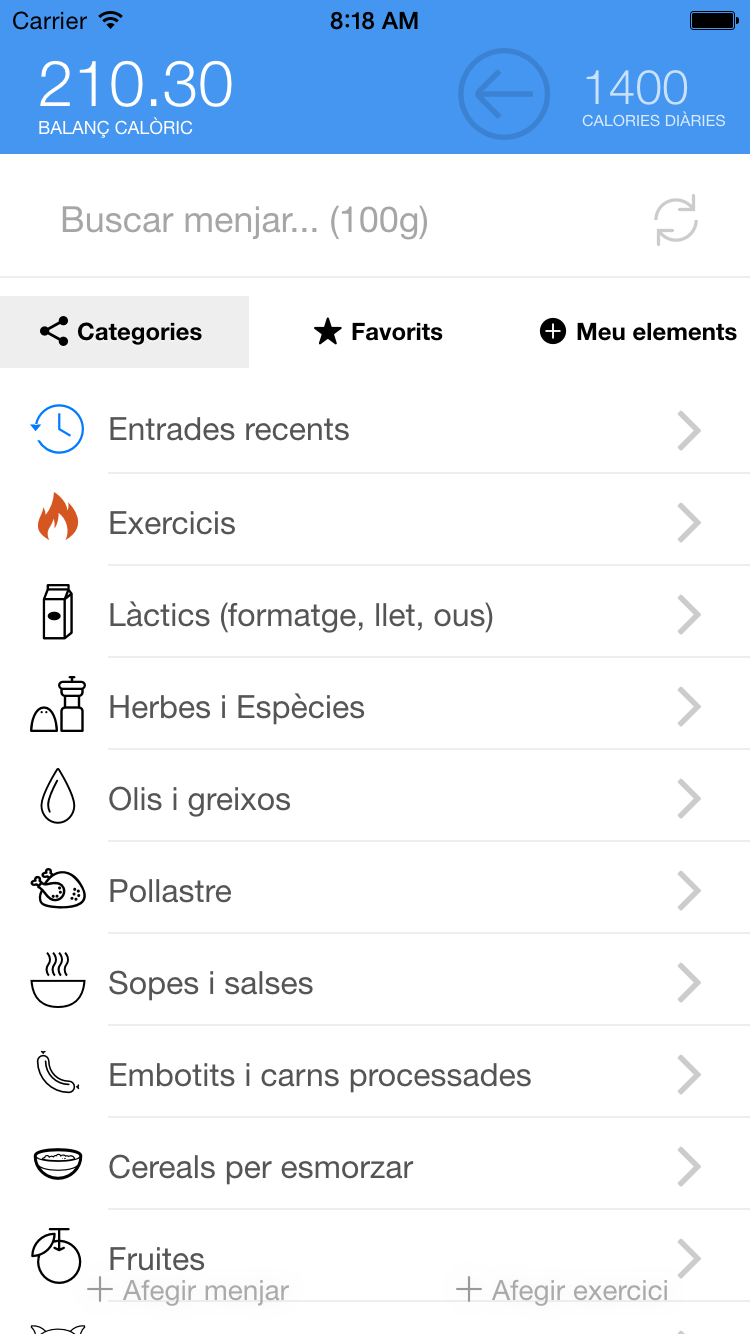 Carrier 8:18 AM
210.30 1400
BALANÇ CALÒRIC CALORIES DIÀRIES
Buscar menjar... (100g)
Categories Favorits Meu elements
Entrades recents
Exercicis
Làctics (formatge, llet, ous)
Herbes i Espècies
Olis i greixos
Pollastre
Sopes i salses
Embotits i carns processades
Cereals per esmorzar
Fruites
Afegir menjar Afegir exercici